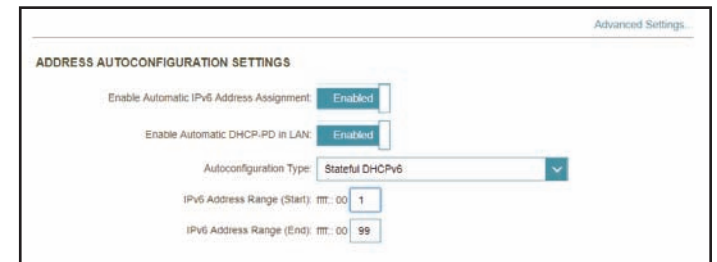 Advanced Settings...
ADDRESS AUTOCONFIGURATION SETTINGS
Enable Automatic IPv6 Address Assignment: Enabled
Enable Automatic DHCP-PD in LAN: Enabled
Autoconfiguration Type: Stateful DHCPv6
IPv6 Address Range (Start): ffff:: 00 1
IPv6 Address Range (End): ffff:: 00 99